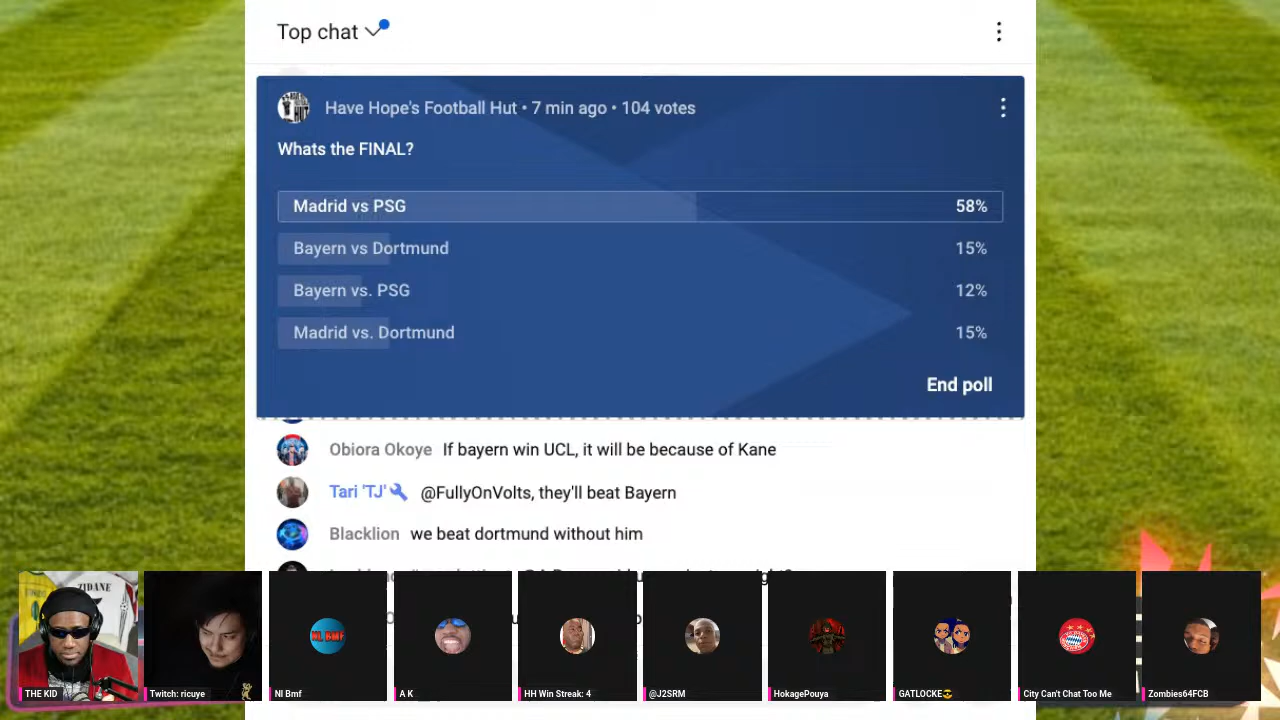 Top chat
Have Hope's Football Hut • 7 min ago • 104 votes
Whats the FINAL?
Madrid vs PSG 58%
Bayern vs Dortmund 15%
Bayern vs. PSG 12%
Madrid vs. Dortmund 15%
End poll
Obiora Okoye If bayern win UCL, it will be because of Kane
Tari 'TJ' @FullyOnVolts, they'll beat Bayern
Blacklion we beat dortmund without him
ZIDANE
NL BMF
THE KID
Twitch: ricuye
Nl Bmf
A K
HH Win Streak: 4
@J2SRM
HokagePouya
GATLOCKE😎
City Can't Chat Too Me
Zombies64FCB